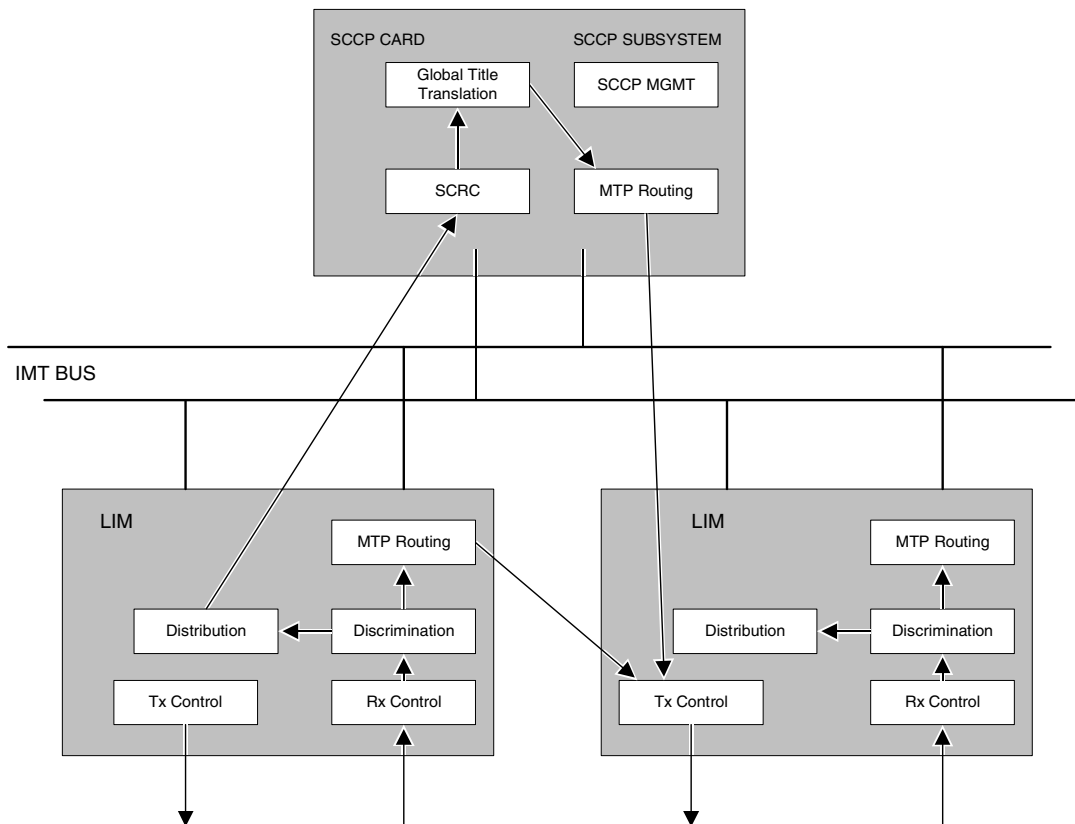 SCCP CARD
SCCP SUBSYSTEM
Global Title
Translation
SCCP MGMT
SCRC
MTP Routing
IMT BUS
LIM
MTP Routing
Distribution
Discrimination
Tx Control
Rx Control
LIM
MTP Routing
Distribution
Discrimination
Tx Control
Rx Control